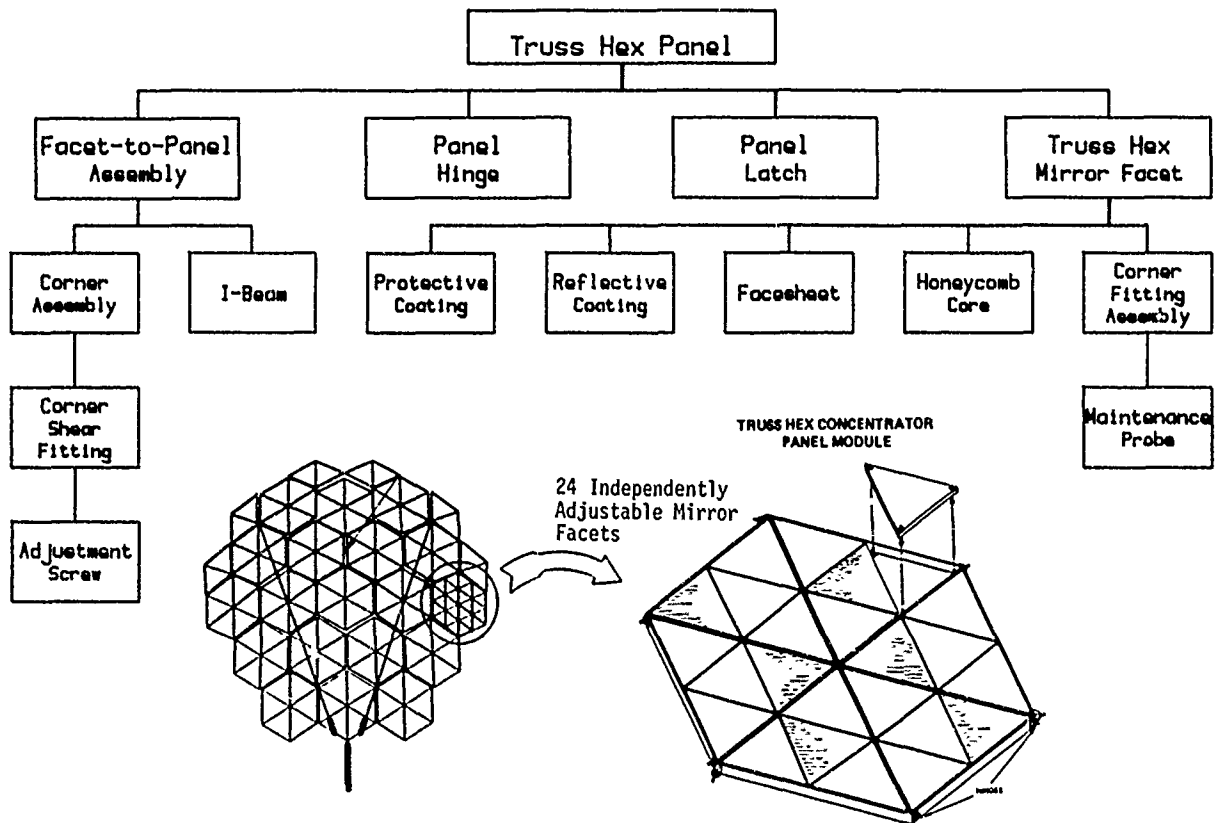 Truss Hex Panel
Facet-to-Panel
Assembly
Panel
Hinge
Panel
Latch
Truss Hex
Mirror Facet
Corner
Assembly
I-Beam
Protective
Coating
Reflective
Coating
Facesheet
Honeycomb
Core
Corner
Fitting
Assembly
Corner
Shear
Fitting
Maintenance
Probe
Adjustment
Screw
TRUSS HEX CONCENTRATOR
PANEL MODULE
24 Independently
Adjustable Mirror
Facets